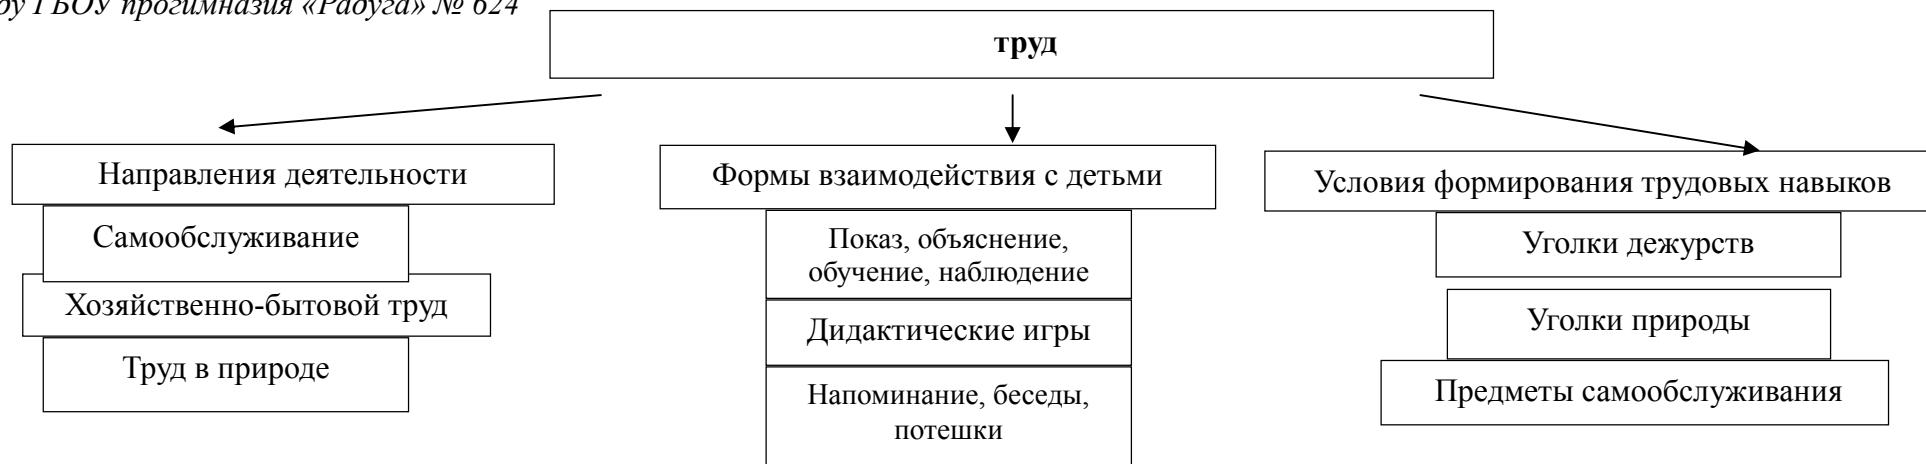 ГБОУ прогимназия «Радуга» № 624
труд
Направления деятельности
Самообслуживание
Хозяйственно-бытовой труд
Труд в природе
Формы взаимодействия с детьми
Показ, объяснение,
обучение, наблюдение
Дидактические игры
Напоминание, беседы,
потешки
Условия формирования трудовых навыков
Уголки дежурств
Уголки природы
Предметы самообслуживания